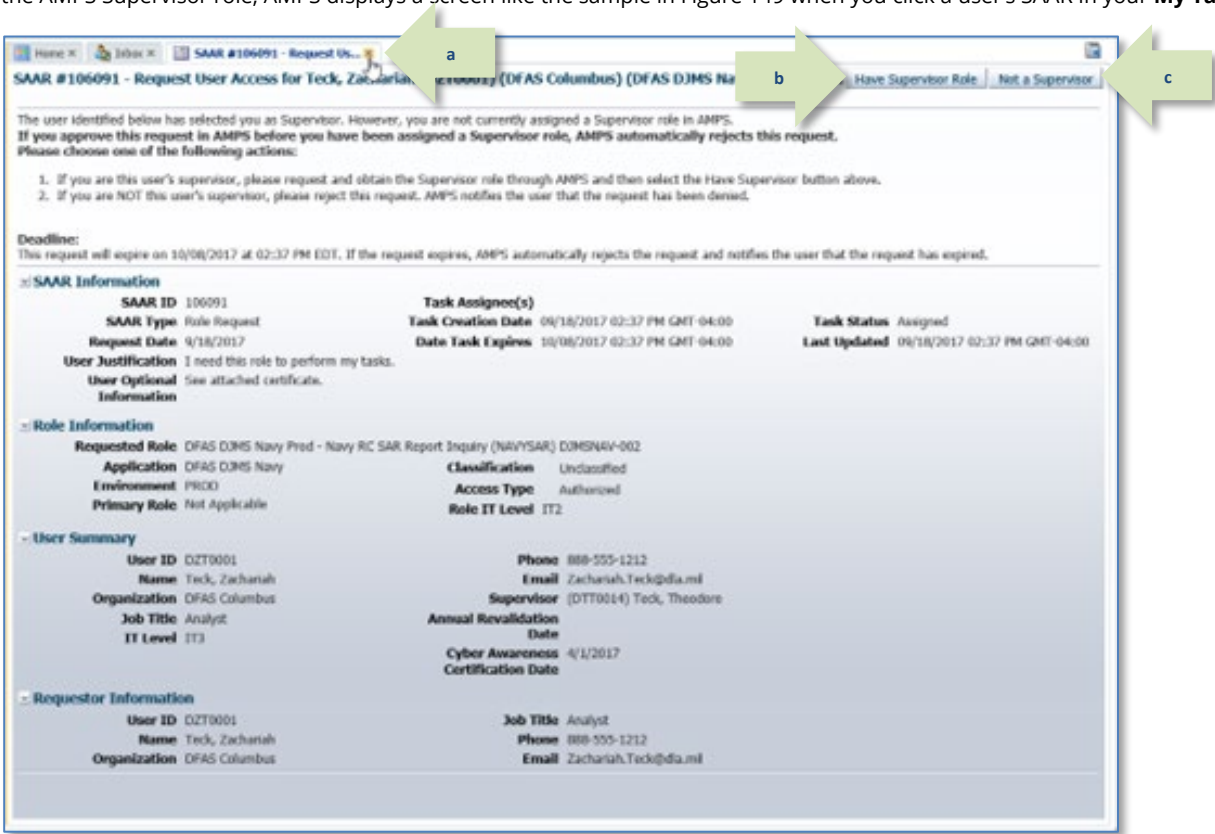 the AMPS Supervisor role, AMPS displays a screen like the sample in Figure 149 when you click a user's SAAR in your My Ta
Home × Inbox × SAAR #106091 - Request Us...
a
SAAR #106091 - Request User Access for Teck, Zachariah (DZT0001) (DFAS Columbus) (DFAS DJMS Na
b
Have Supervisor Role Not a Supervisor
c
The user identified below has selected you as Supervisor. However, you are not currently assigned a Supervisor role in AMPS.
If you approve this request in AMPS before you have been assigned a Supervisor role, AMPS automatically rejects this request.
Please choose one of the following actions:
1. If you are this user's supervisor, please request and obtain the Supervisor role through AMPS and then select the Have Supervisor button above.
2. If you are NOT this user's supervisor, please reject this request. AMPS notifies the user that the request has been denied.
Deadline:
This request will expire on 10/08/2017 at 02:37 PM EDT. If the request expires, AMPS automatically rejects the request and notifies the user that the request has expired.
SAAR Information
SAAR ID 106091 Task Assignee(s)
SAAR Type Role Request Task Creation Date 09/18/2017 02:37 PM GMT-04:00 Task Status Assigned
Request Date 9/18/2017 Date Task Expires 10/08/2017 02:37 PM GMT-04:00 Last Updated 09/18/2017 02:37 PM GMT-04:00
User Justification I need this role to perform my tasks.
User Optional See attached certificate.
Information
Role Information
Requested Role DFAS DJMS Navy Prod - Navy RC SAR Report Inquiry (NAVYSAR) DJMSNAV-002
Application DFAS DJMS Navy Classification Unclassified
Environment PROD Access Type Authorized
Primary Role Not Applicable Role IT Level IT2
User Summary
User ID DZT0001 Phone 888-555-1212
Name Teck, Zachariah Email Zachariah.Teck@dla.mil
Organization DFAS Columbus Supervisor (DTT0014) Teck, Theodore
Job Title Analyst Annual Revalidation
Date
IT Level IT3
Cyber Awareness 4/1/2017
Certification Date
Requestor Information
User ID DZT0001 Job Title Analyst
Name Teck, Zachariah Phone 888-555-1212
Organization DFAS Columbus Email Zachariah.Teck@dla.mil